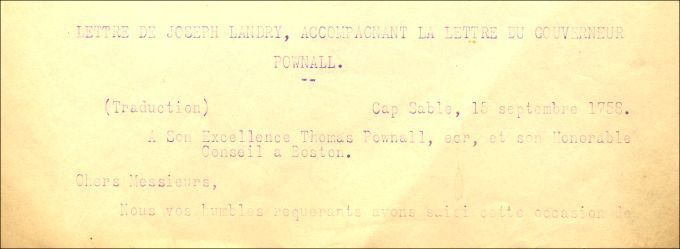 LETTRE DE JOSEPH LANDRY, ACCOMPAGNANT LA LETTRE DU GOUVERNEUR
POWNALL.
--
(Traduction) Cap Sable, 15 septembre 1758.
A Son Excellence Thomas Pownall, ecr, et son Honorable
Conseil a Boston.
Chers Messieurs,
Nous vos humbles requerants avons saisi cette occasion de